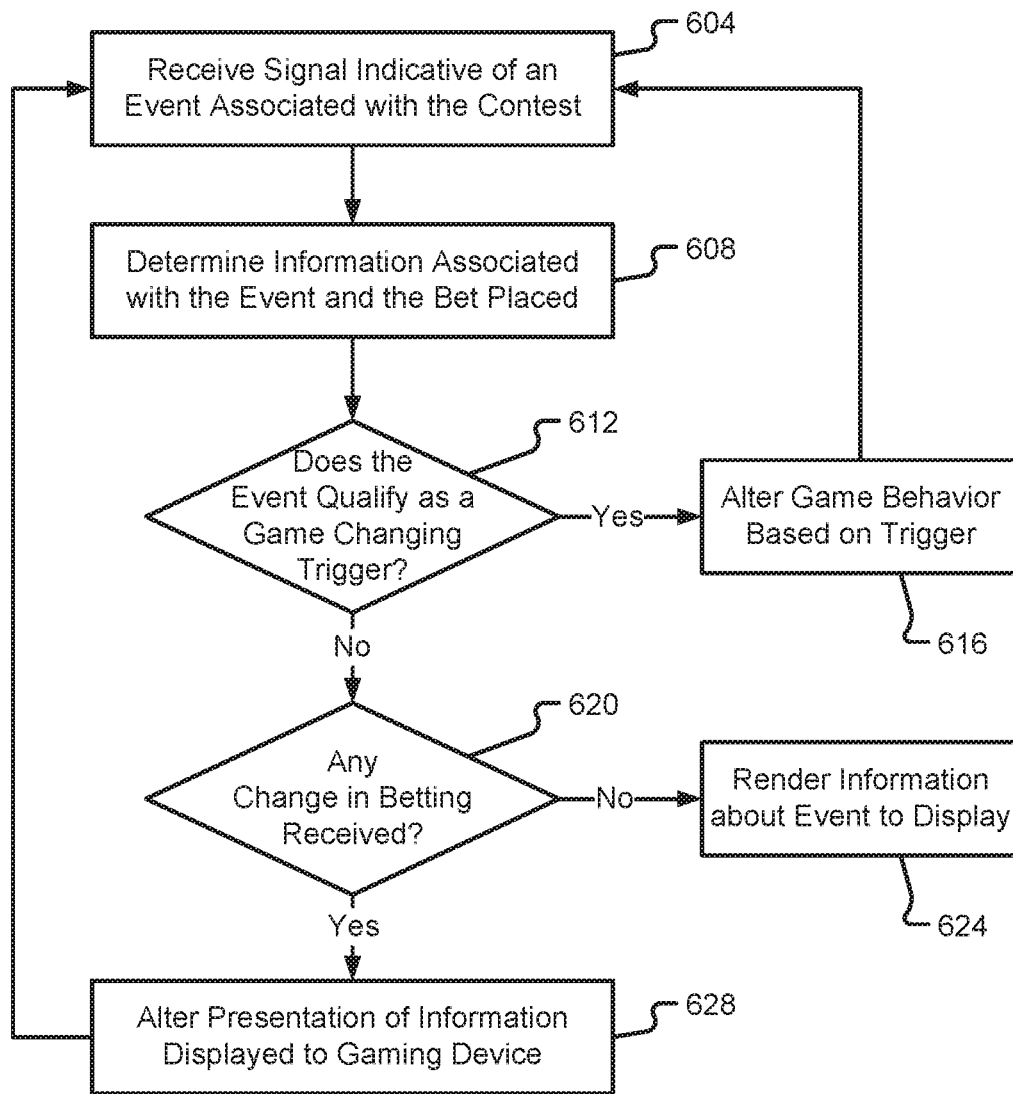 604
Receive Signal Indicative of an
Event Associated with the Contest
608
Determine Information Associated
with the Event and the Bet Placed
612
Does the
Event Qualify as a
Game Changing
Trigger?
Yes
Alter Game Behavior
Based on Trigger
616
No
620
Any
Change in Betting
Received?
No
Render Information
about Event to Display
624
Yes
628
Alter Presentation of Information
Displayed to Gaming Device